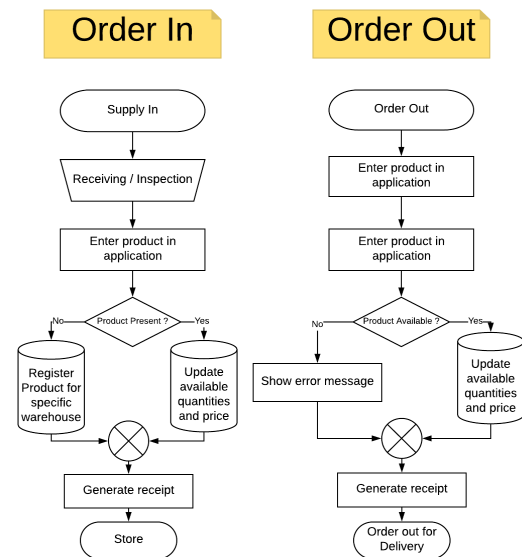 Order In
Supply In
Receiving / Inspection
Enter product in
application
Product Present ?
No
Yes
Register
Product for
specific
warehouse
Update
available
quantities
and price
Generate receipt
Store
Order Out
Order Out
Enter product in
application
Enter product in
application
Product Available ?
No
Yes
Show error message
Update
available
quantities
and price
Generate receipt
Order out for
Delivery